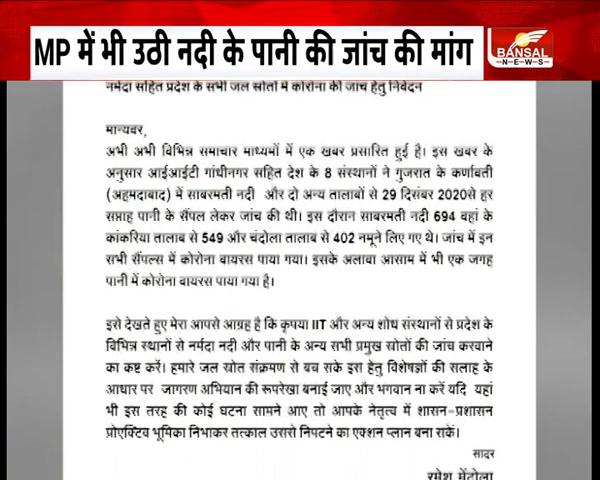 MP में भी उठी नदी के पानी की जांच की मांग
BANSAL
NEWS
नर्मदा सहित प्रदेश के सभी जल स्रोतों में कोरोना की जांच हेतु निवेदन
मान्यवर,
अभी अभी विभिन्न समाचार माध्यमों में एक खबर प्रसारित हुई है। इस खबर के
अनुसार आईआईटी गांधीनगर सहित देश के 8 संस्थानों ने गुजरात के कर्णावती
(अहमदाबाद) में साबरमती नदी और दो अन्य तालाबों से 29 दिसंबर 2020से हर
सप्ताह पानी के सैंपल लेकर जांच की थी। इस दौरान साबरमती नदी 694 वहां के
कांकरिया तालाब से 549 और चंदोला तालाब से 402 नमूने लिए गए थे। जांच में इन
सभी सैंपल्स में कोरोना वायरस पाया गया। इसके अलावा आसाम में भी एक जगह
पानी में कोरोना वायरस पाया गया है।
इसे देखते हुए मेरा आपसे आग्रह है कि कृपया IIT और अन्य शोध संस्थानों से प्रदेश के
विभिन्न स्थानों से नर्मदा नदी और पानी के अन्य सभी प्रमुख स्रोतों की जांच करवाने
का कष्ट करें। हमारे जल स्रोत संक्रमण से बच सके इस हेतु विशेषज्ञों की सलाह के
आधार पर जागरण अभियान की रूपरेखा बनाई जाए और भगवान ना करें यदि यहां
भी इस तरह की कोई घटना सामने आए तो आपके नेतृत्व में शासन-प्रशासन
प्रोएक्टिव भूमिका निभाकर तत्काल उससे निपटने का एक्शन प्लान बना सकें।
सादर
रमेश मेंदोला